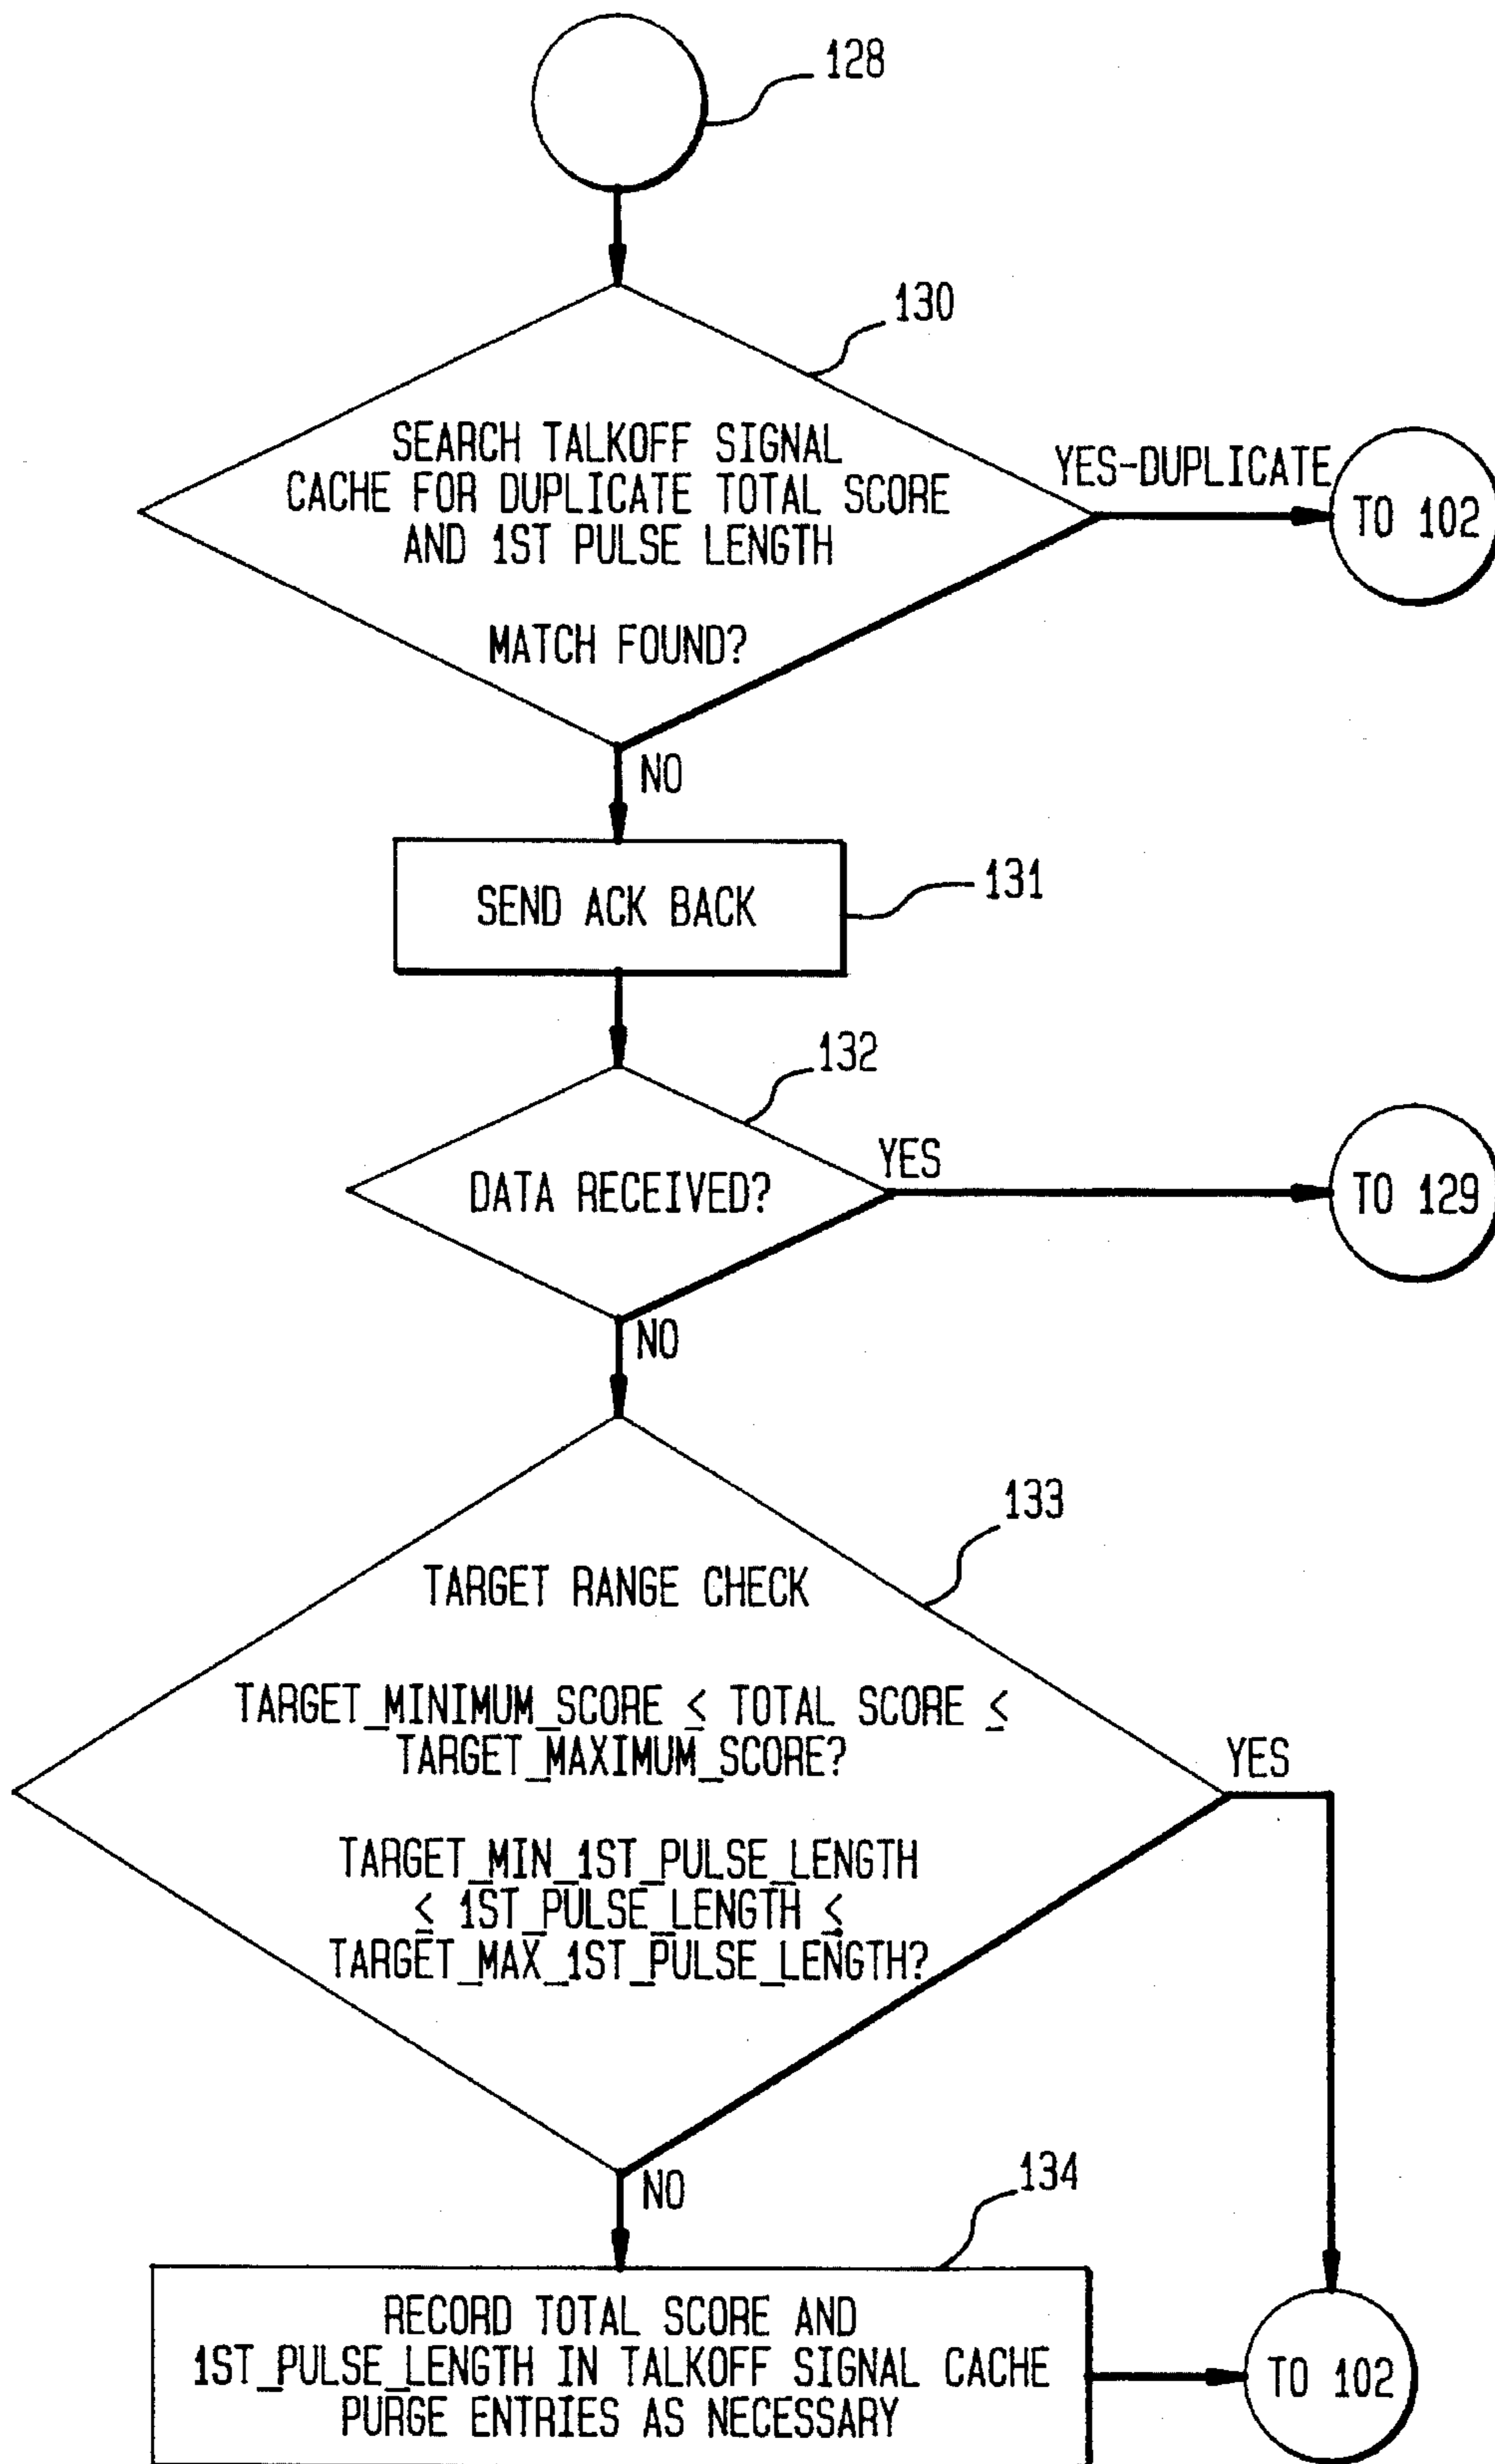 128
130
SEARCH TALKOFF SIGNAL
CACHE FOR DUPLICATE TOTAL SCORE
AND 1ST PULSE LENGTH
MATCH FOUND?
YES-DUPLICATE
TO 102
NO
SEND ACK BACK
131
132
DATA RECEIVED?
YES
TO 129
NO
133
TARGET RANGE CHECK
TARGET_MINIMUM_SCORE ≤ TOTAL SCORE ≤
TARGET_MAXIMUM_SCORE?
YES
TARGET_MIN_1ST_PULSE_LENGTH
≤ 1ST_PULSE_LENGTH ≤
TARGET_MAX_1ST_PULSE_LENGTH?
NO
134
RECORD TOTAL SCORE AND
1ST_PULSE_LENGTH IN TALKOFF SIGNAL CACHE
PURGE ENTRIES AS NECESSARY
TO 102